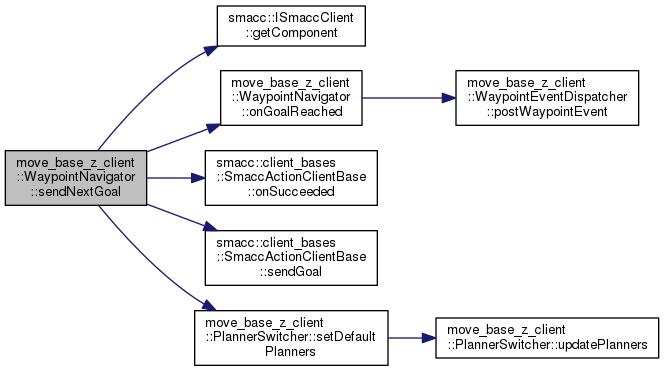 smacc::ISmaccClient
::getComponent
move_base_z_client
::WaypointNavigator
::onGoalReached
move_base_z_client
::WaypointEventDispatcher
::postWaypointEvent
move_base_z_client
::WaypointNavigator
::sendNextGoal
smacc::client_bases
::SmaccActionClientBase
::onSucceeded
smacc::client_bases
::SmaccActionClientBase
::sendGoal
move_base_z_client
::PlannerSwitcher::setDefault
Planners
move_base_z_client
::PlannerSwitcher::updatePlanners